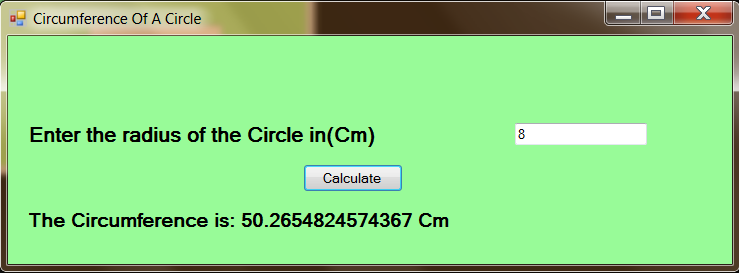 Circumference Of A Circle
Enter the radius of the Circle in(Cm)
8
Calculate
The Circumference is: 50.2654824574367 Cm